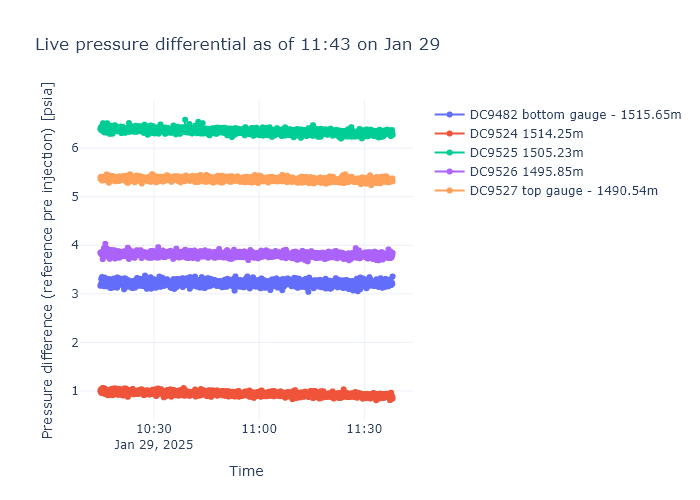 Live pressure differential as of 11:43 on Jan 29
Pressure difference (reference pre injection) [psia]
6
5
4
3
2
1
10:30
Jan 29, 2025
11:00
11:30
Time
DC9482 bottom gauge - 1515.65m
DC9524 1514.25m
DC9525 1505.23m
DC9526 1495.85m
DC9527 top gauge - 1490.54m